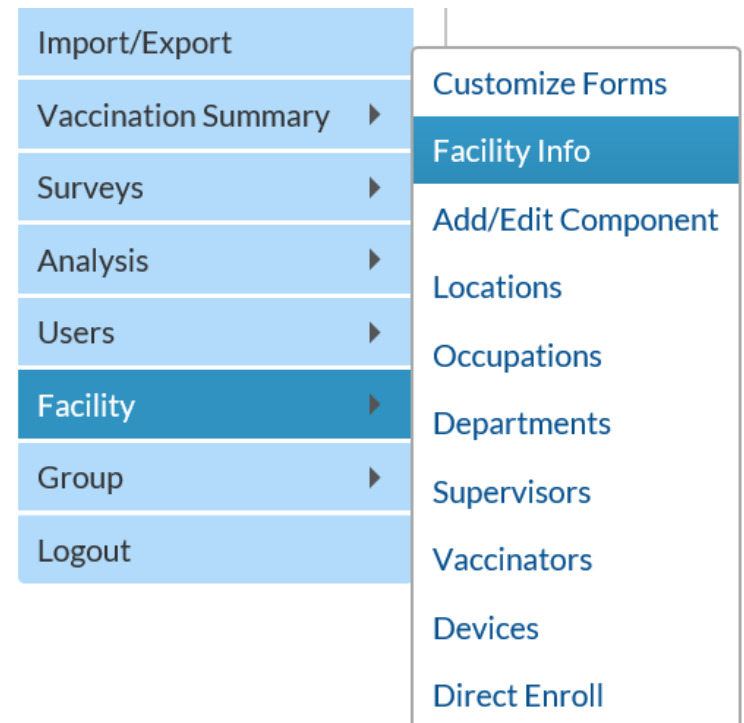 Import/Export
Vaccination Summary
Surveys
Analysis
Users
Facility
Group
Logout
Customize Forms
Facility Info
Add/Edit Component
Locations
Occupations
Departments
Supervisors
Vaccinators
Devices
Direct Enroll